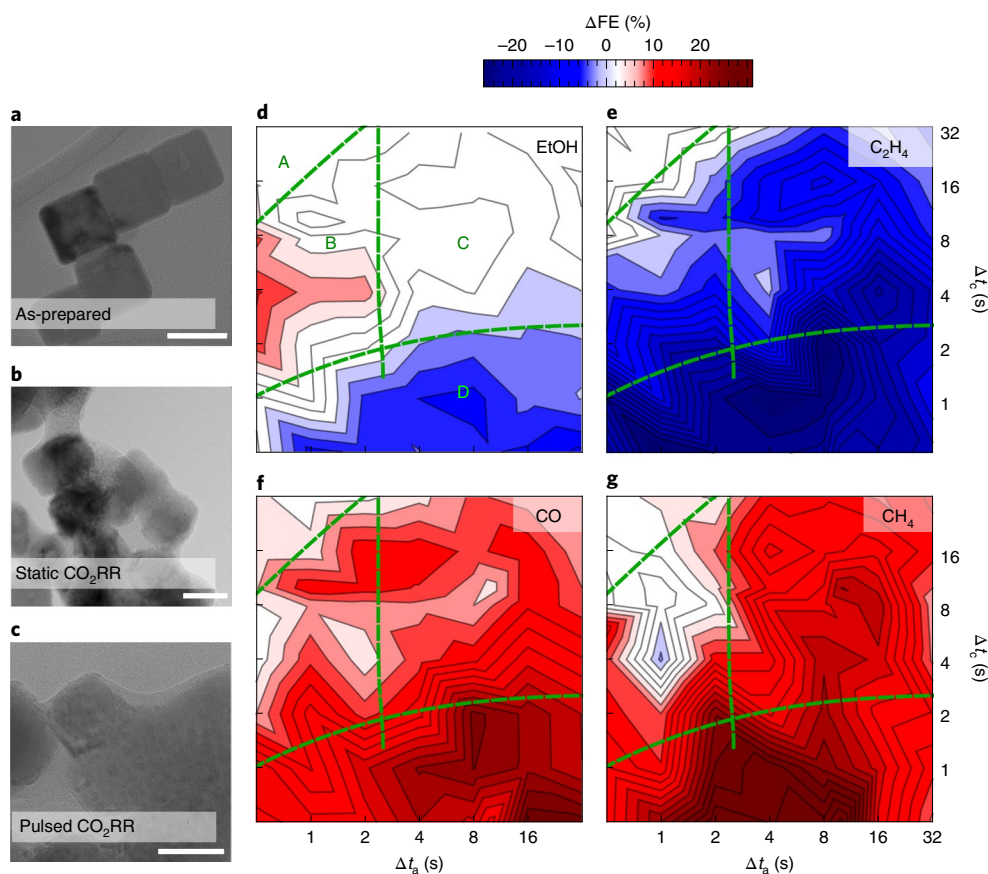 ΔFE (%)
−20 −10 0 10 20
a
As-prepared
b
Static CO₂RR
c
Pulsed CO₂RR
d
EtOH
A
B
C
D
e
C₂H₄
32
16
8
4
2
1
Δtc (s)
f
CO
1 2 4 8 16
Δta (s)
g
CH₄
16
8
4
2
1
Δtc (s)
1 2 4 8 16 32
Δta (s)